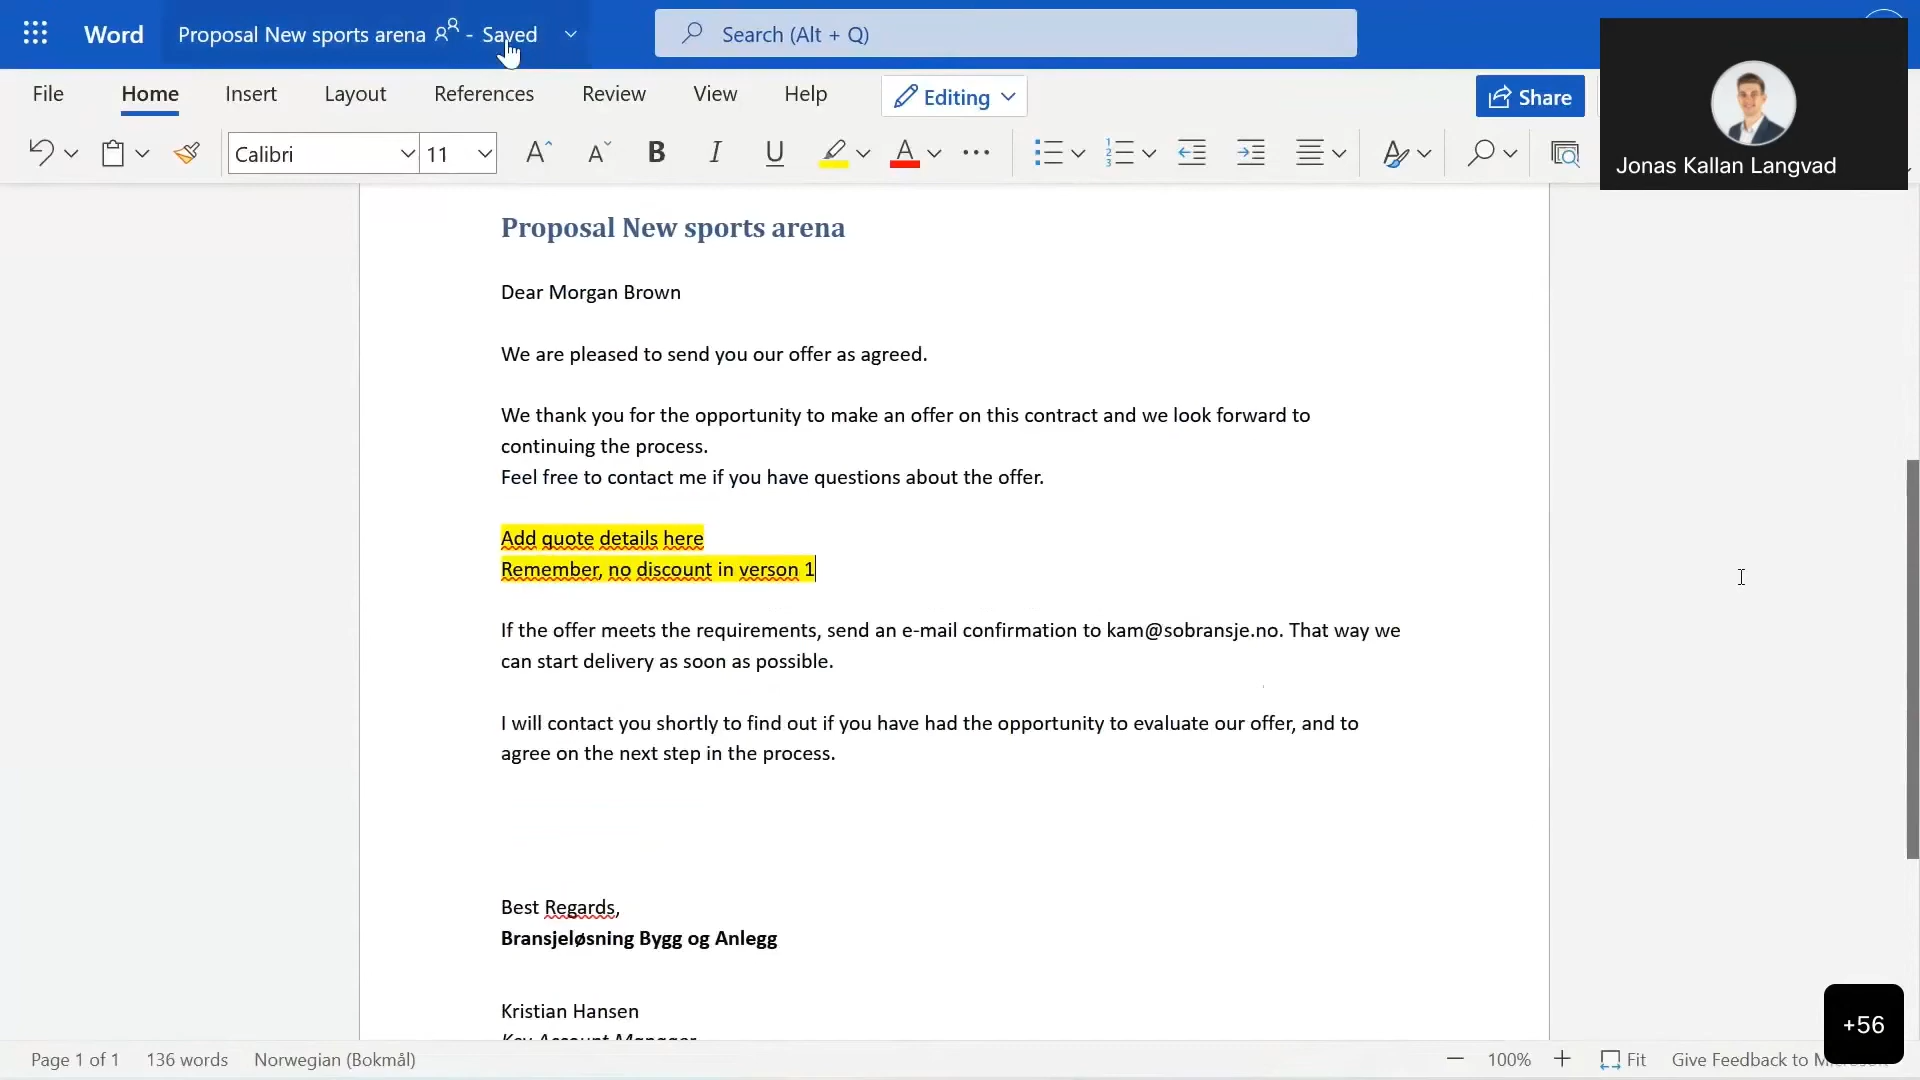 Word
Proposal New sports arena - Saved
Search (Alt + Q)
File Home Insert Layout References Review View Help Editing Share
Calibri 11
Jonas Kallan Langvad
Proposal New sports arena
Dear Morgan Brown
We are pleased to send you our offer as agreed.
We thank you for the opportunity to make an offer on this contract and we look forward to
continuing the process.
Feel free to contact me if you have questions about the offer.
Add quote details here
Remember, no discount in verson 1
If the offer meets the requirements, send an e-mail confirmation to kam@sobransje.no. That way we
can start delivery as soon as possible.
I will contact you shortly to find out if you have had the opportunity to evaluate our offer, and to
agree on the next step in the process.
Best Regards,
Bransjeløsning Bygg og Anlegg
Kristian Hansen
Key Account Manager
+56
Page 1 of 1 136 words Norwegian (Bokmål) 100% Fit Give Feedback to